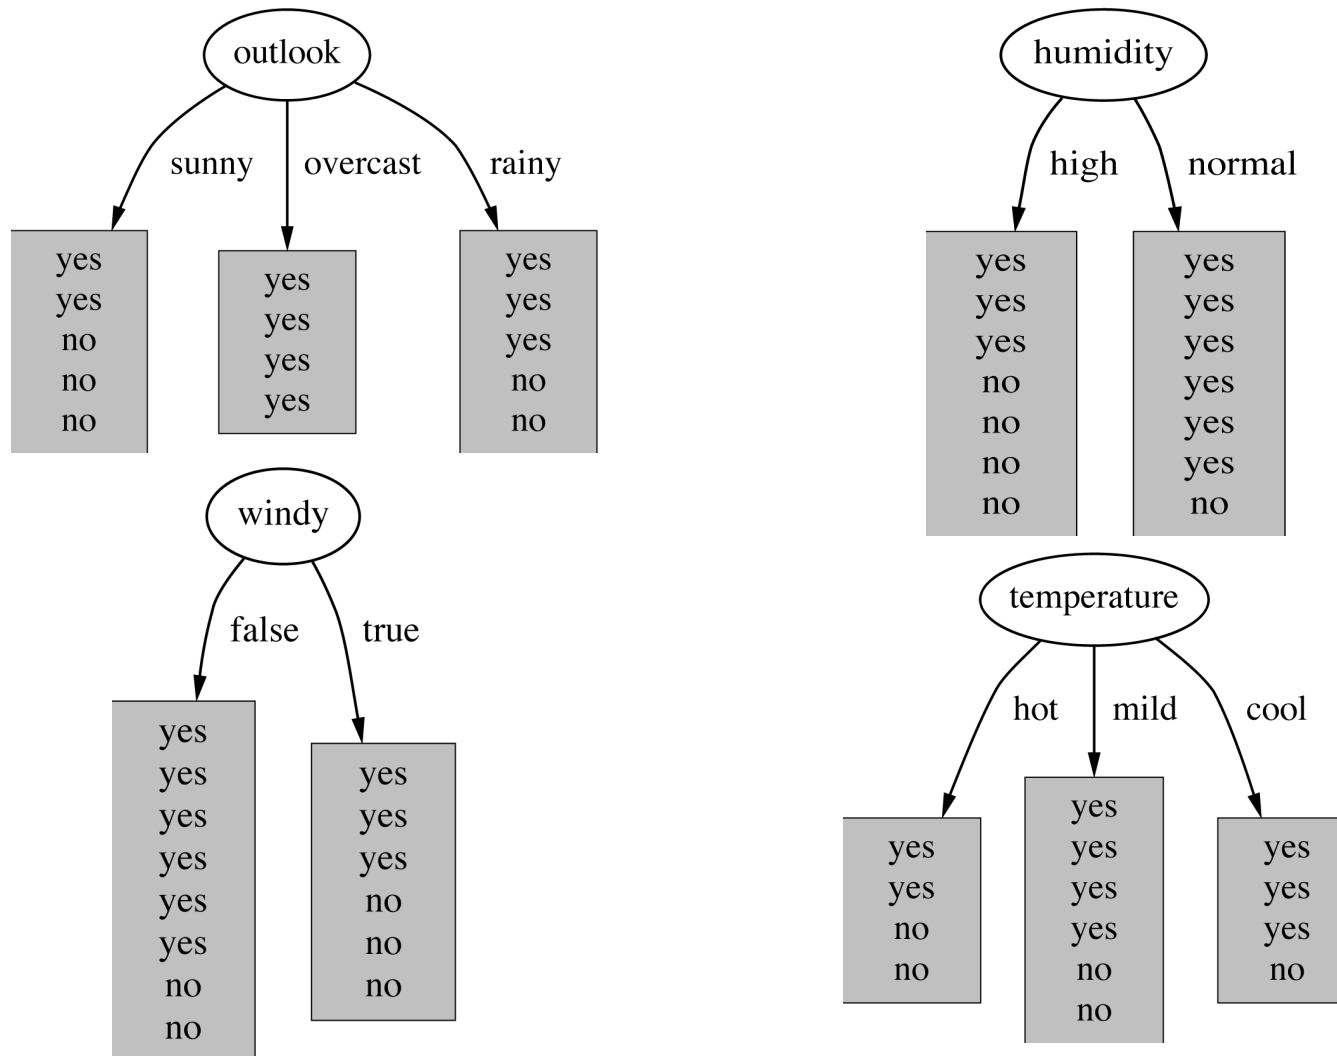 outlook
sunny overcast rainy
yes
yes
no
no
no
yes
yes
yes
yes
yes
yes
yes
no
no
humidity
high normal
yes
yes
yes
no
no
no
no
yes
yes
yes
yes
yes
yes
no
windy
false true
yes
yes
yes
yes
yes
yes
no
no
yes
yes
yes
no
no
no
temperature
hot mild cool
yes
yes
no
no
yes
yes
yes
yes
no
no
yes
yes
yes
no